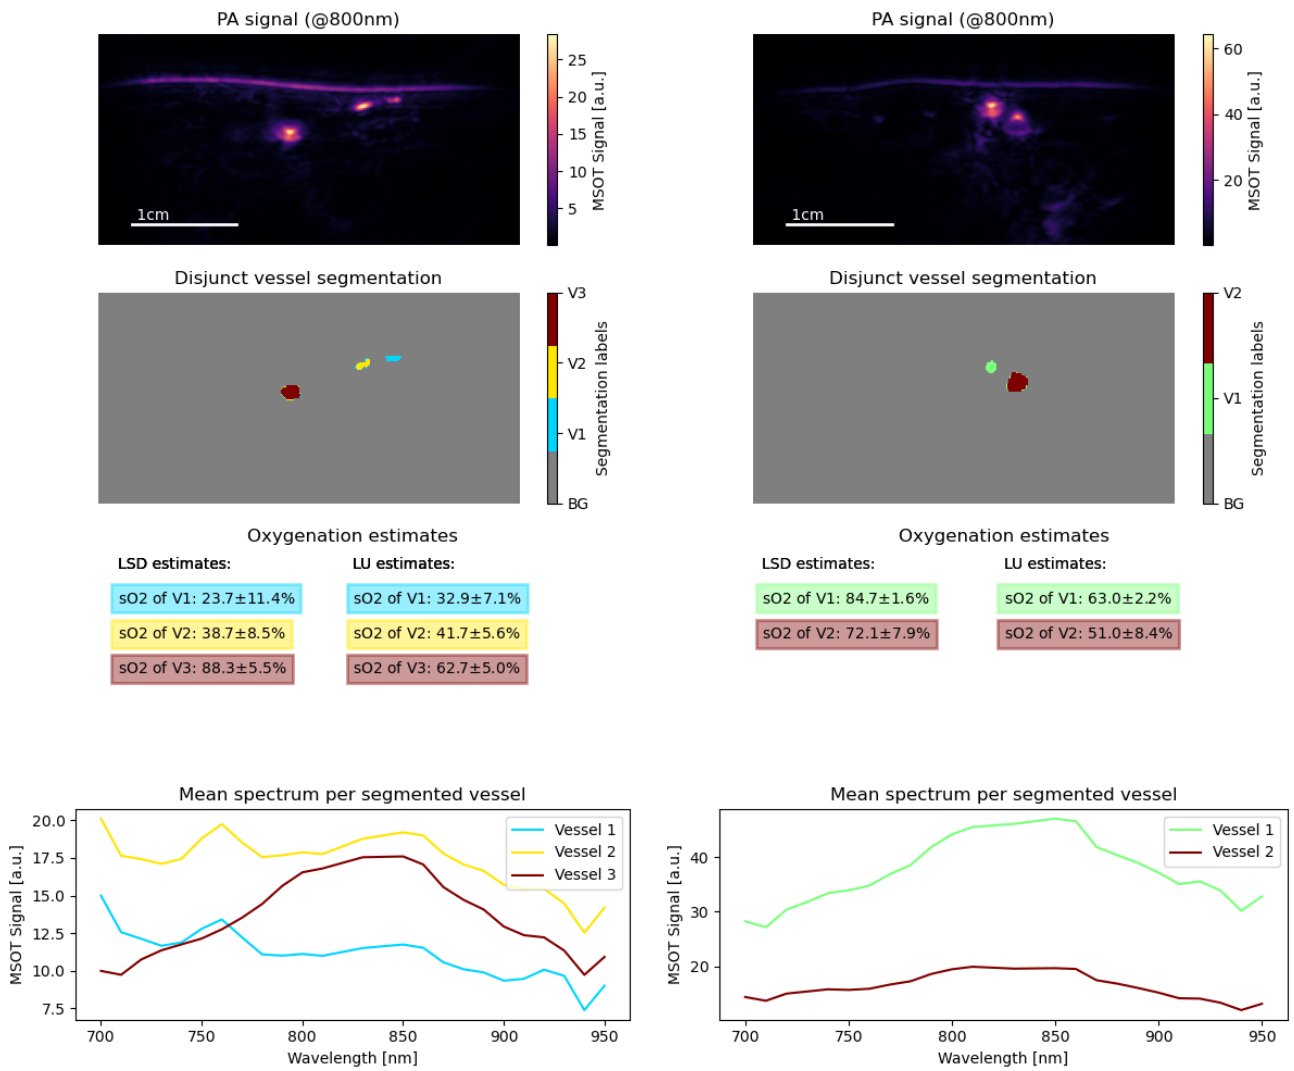 PA signal (@800nm)
1cm
25
20
15
10
5
MSOT Signal [a.u.]
Disjunct vessel segmentation
V3
V2
V1
BG
Segmentation labels
Oxygenation estimates
LSD estimates:
LU estimates:
sO2 of V1: 23.7±11.4%
sO2 of V1: 32.9±7.1%
sO2 of V2: 38.7±8.5%
sO2 of V2: 41.7±5.6%
sO2 of V3: 88.3±5.5%
sO2 of V3: 62.7±5.0%
Mean spectrum per segmented vessel
20.0
17.5
15.0
12.5
10.0
7.5
MSOT Signal [a.u.]
Vessel 1
Vessel 2
Vessel 3
700
750
800
850
900
950
Wavelength [nm]
PA signal (@800nm)
1cm
60
40
20
MSOT Signal [a.u.]
Disjunct vessel segmentation
V2
V1
BG
Segmentation labels
Oxygenation estimates
LSD estimates:
LU estimates:
sO2 of V1: 84.7±1.6%
sO2 of V1: 63.0±2.2%
sO2 of V2: 72.1±7.9%
sO2 of V2: 51.0±8.4%
Mean spectrum per segmented vessel
40
30
20
MSOT Signal [a.u.]
Vessel 1
Vessel 2
700
750
800
850
900
950
Wavelength [nm]